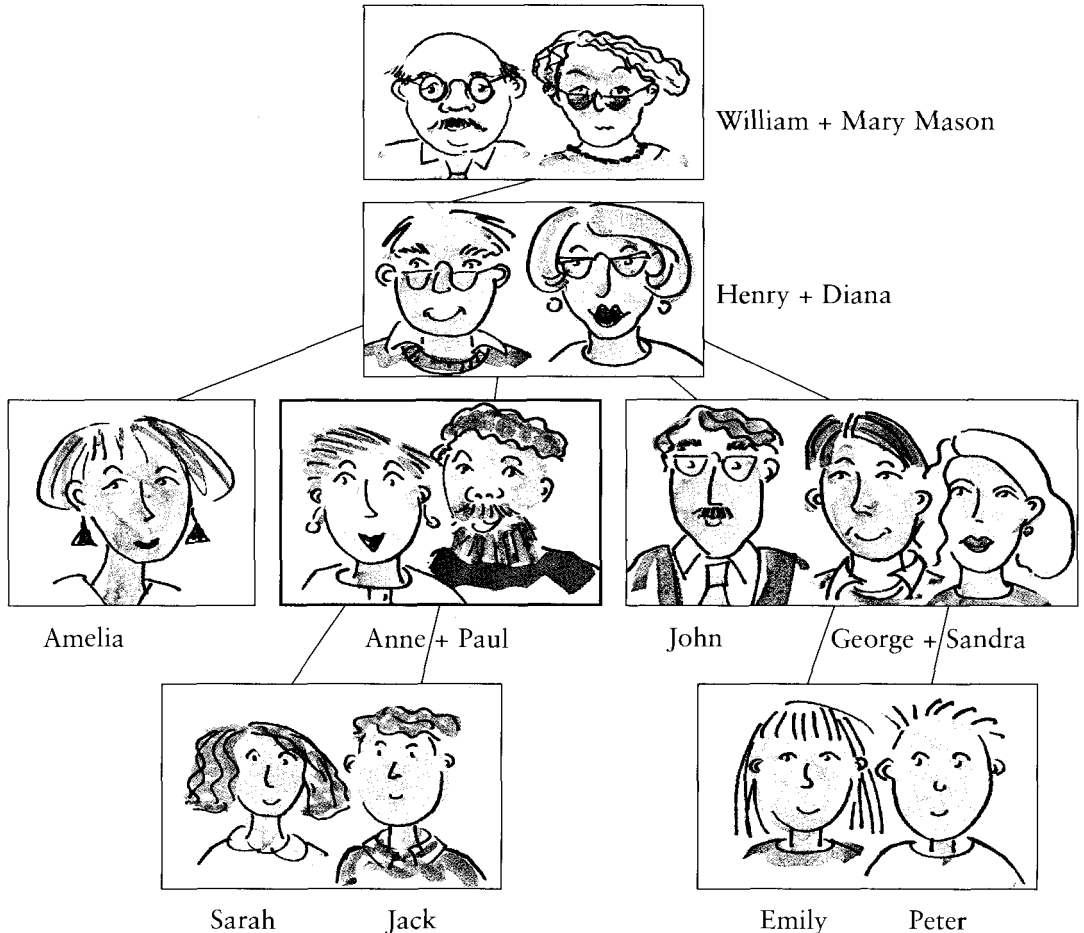 William + Mary Mason
Henry + Diana
Amelia
Anne + Paul
John
George + Sandra
Sarah
Jack
Emily
Peter